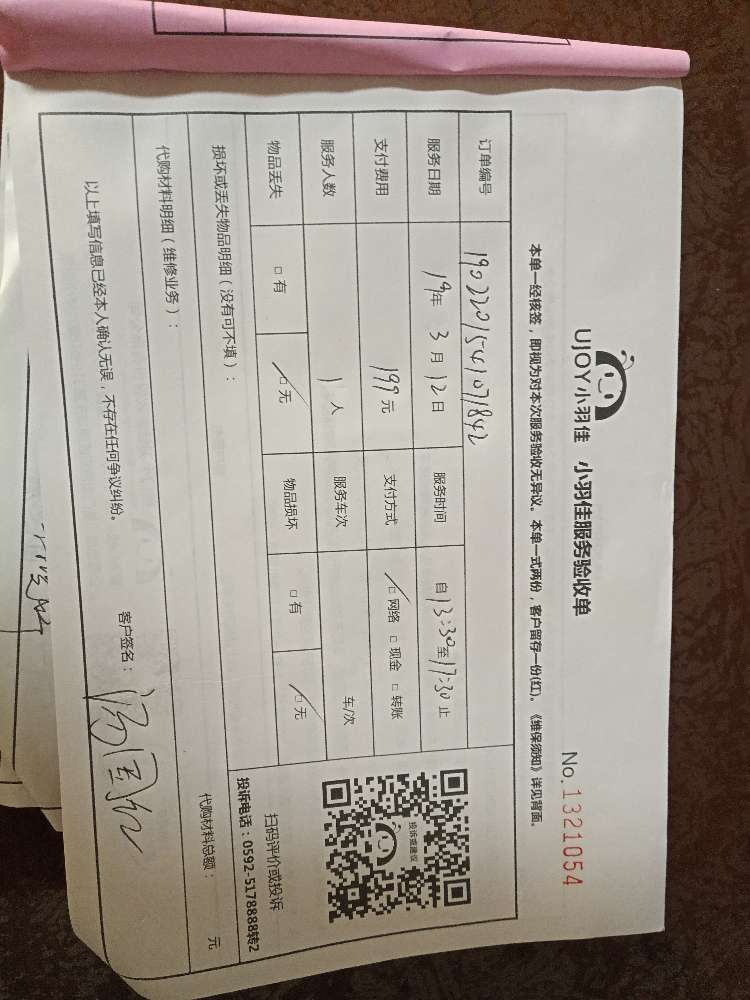 UJOY小羽佳 小羽佳服务验收单
No.1321054
本单一经核签，即视为对本次服务验收无异议。本单一式两份，客户留存一份(红)。《维保须知》详见背面。
订单编号 1902201541071842
服务日期 19年 3月 12日 服务时间 自13:30至17:30止
支付费用 199元 支付方式 ☑网络 □现金 □转账
服务人数 1人 服务车次 车/次
物品丢失 □有 ☑无 物品损坏 □有 ☑无
投诉或建议
扫码评价或投诉
投诉电话：0592-5178888转2
损坏或丢失物品明细（没有可不填）：
代购材料明细（维修业务）： 代购材料总额： 元
以上填写信息已经本人确认无误，不存在任何争议纠纷。
客户签名：